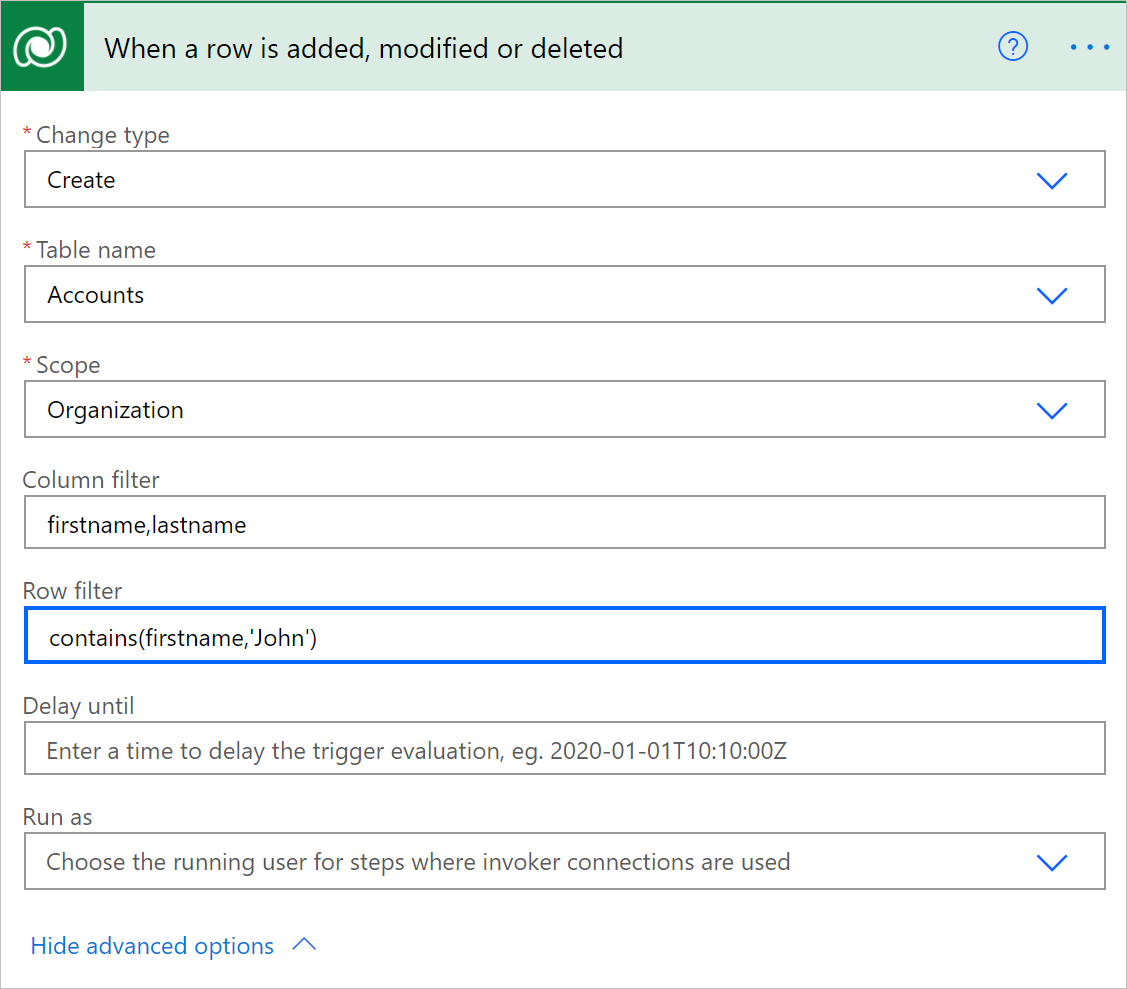 When a row is added, modified or deleted
* Change type
Create
* Table name
Accounts
* Scope
Organization
Column filter
firstname,lastname
Row filter
contains(firstname,'John')
Delay until
Enter a time to delay the trigger evaluation, eg. 2020-01-01T10:10:00Z
Run as
Choose the running user for steps where invoker connections are used
Hide advanced options